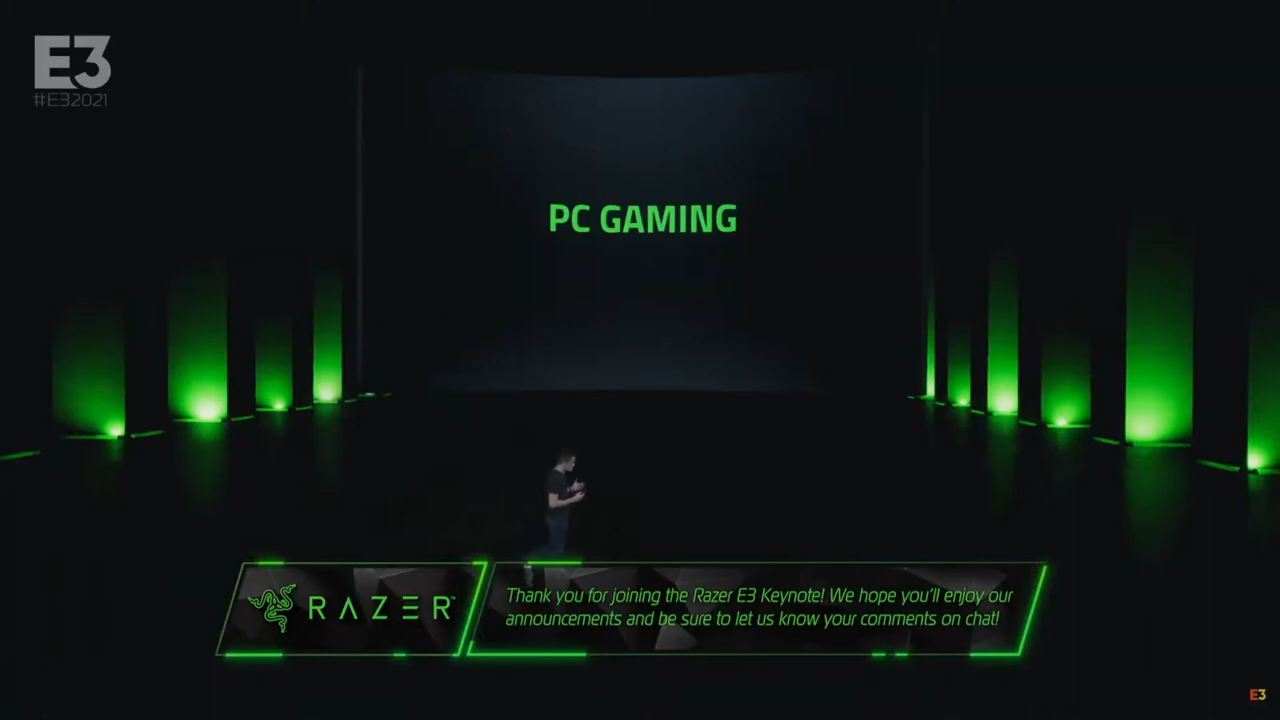 E3
#E32021
PC GAMING
RAZER™
Thank you for joining the Razer E3 Keynote! We hope you'll enjoy our
announcements and be sure to let us know your comments on chat!
E3